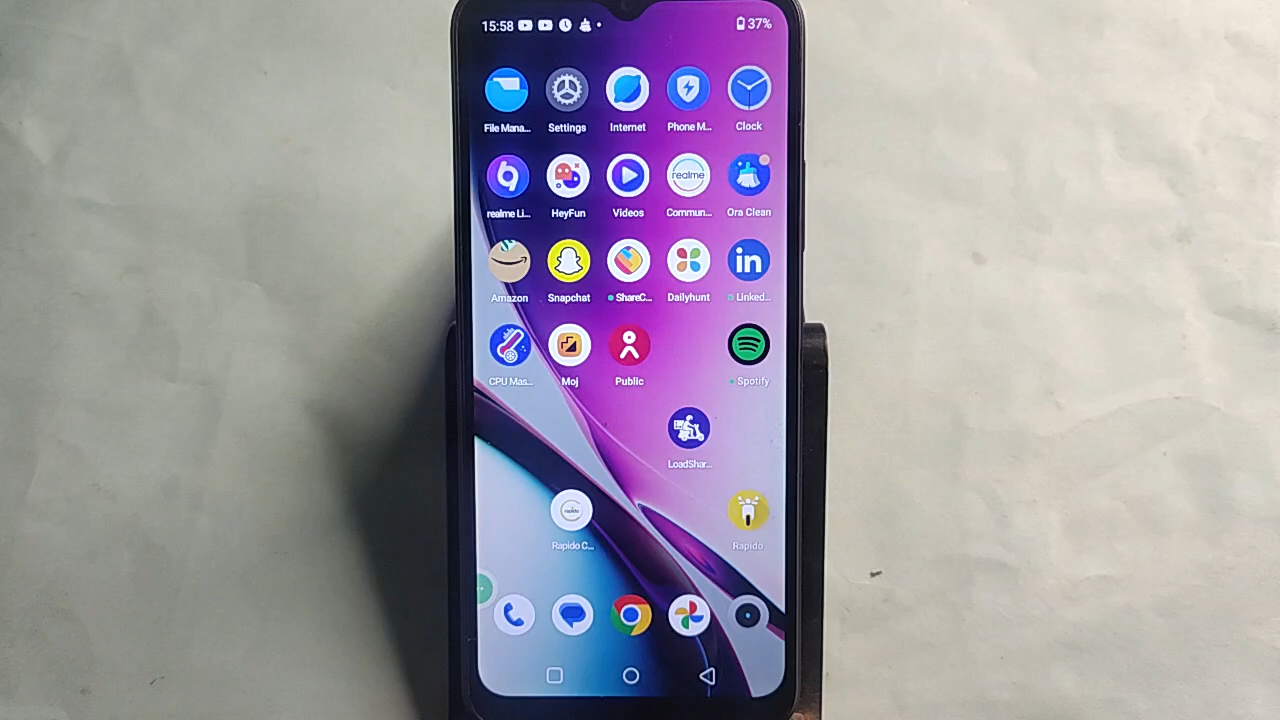 15:58 37%
File Mana... Settings Internet Phone M... Clock
realme
realme Li... HeyFun Videos Commun... Ora Clean
in
Amazon Snapchat ShareC... Dailyhunt Linked...
CPU Mas... Moj Public Spotify
LoadShar...
rapido
Rapido C... Rapido